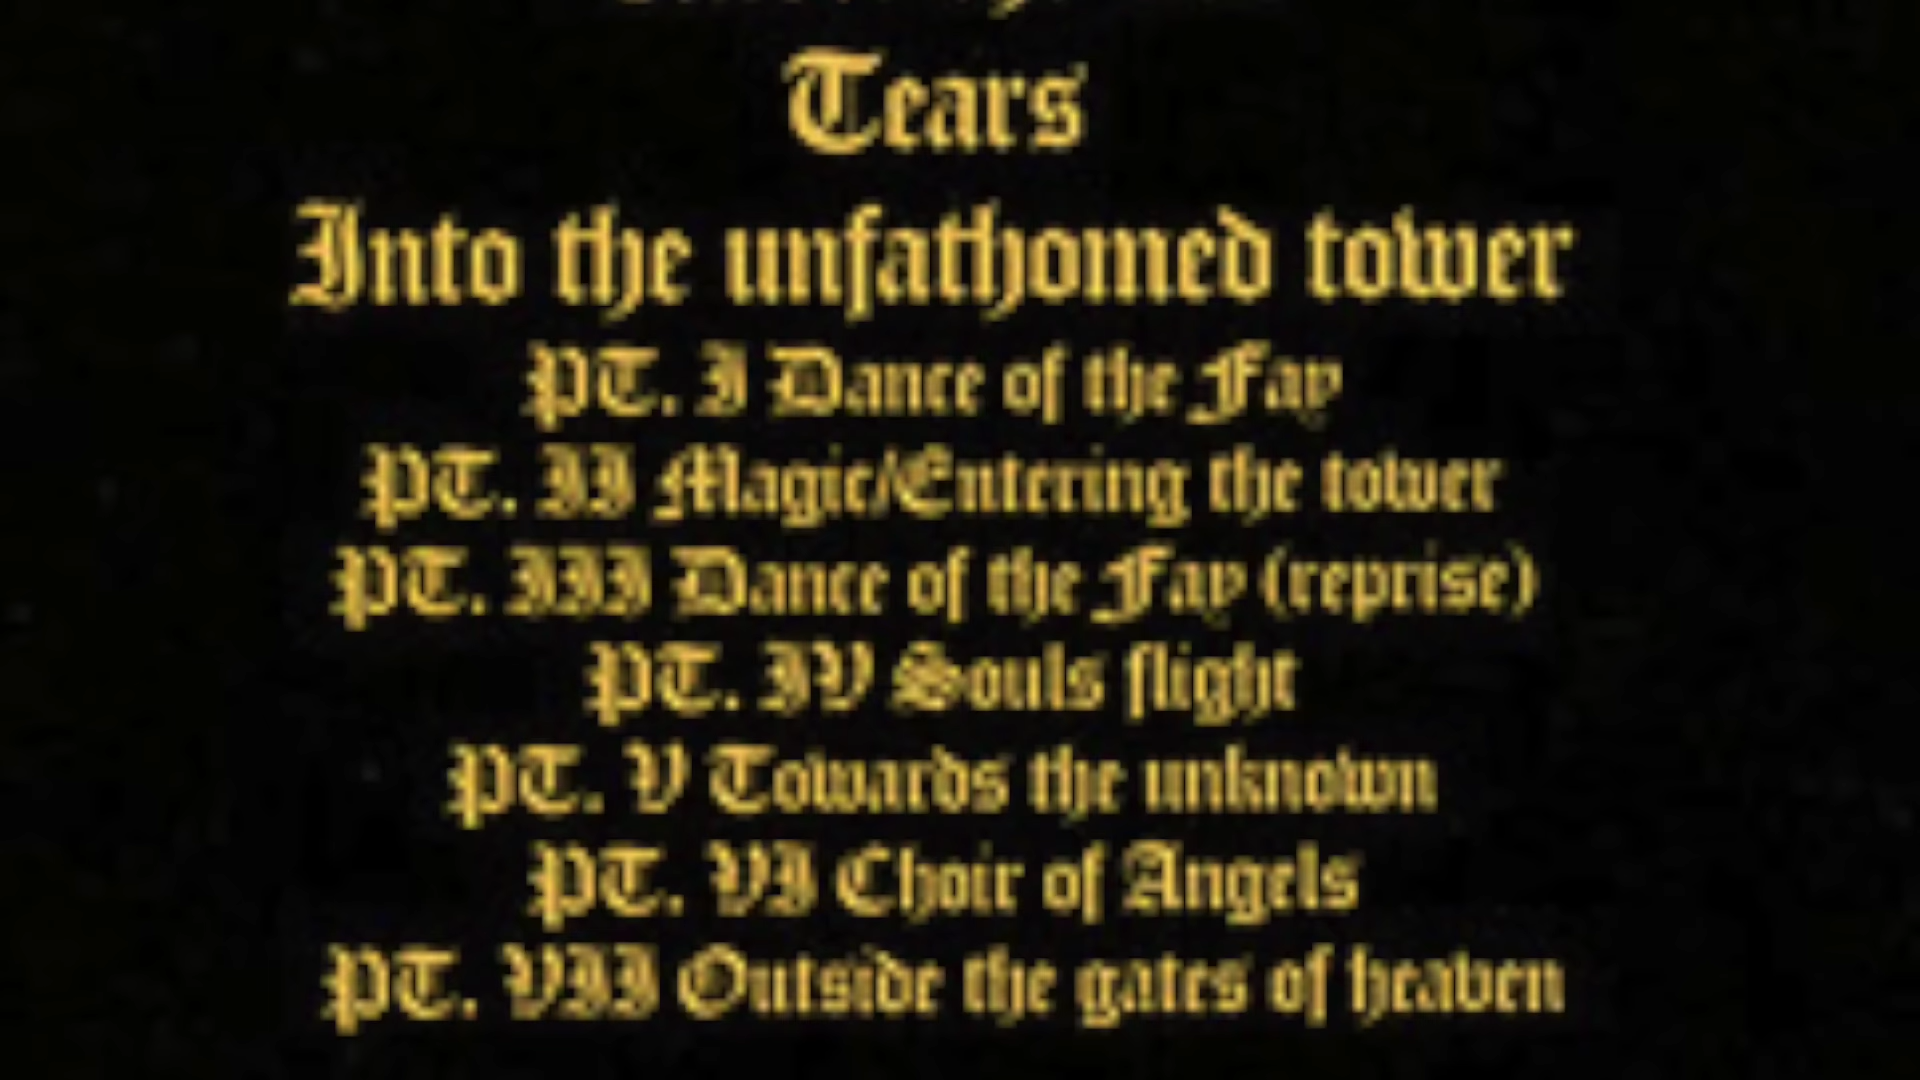 Tears
Into the unfathomed tower
PT. I Dance of the Fay
PT. II Magic/Entering the tower
PT. III Dance of the Fay (reprise)
PT. IV Souls flight
PT. V Towards the unknown
PT. VI Choir of Angels
PT. VII Outside the gates of heaven